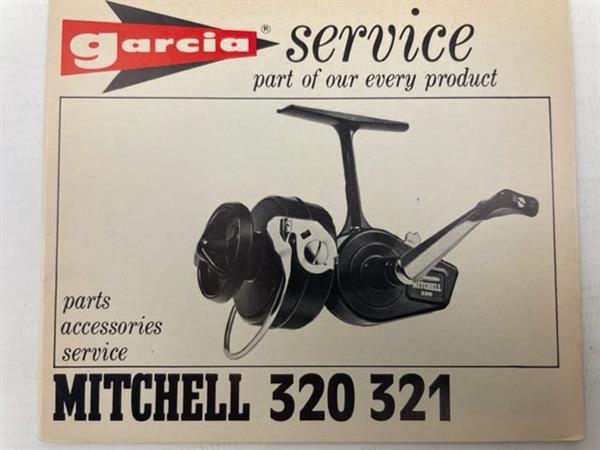 garcia® service
part of our every product
MITCHELL
320
parts
accessories
service
MITCHELL 320 321